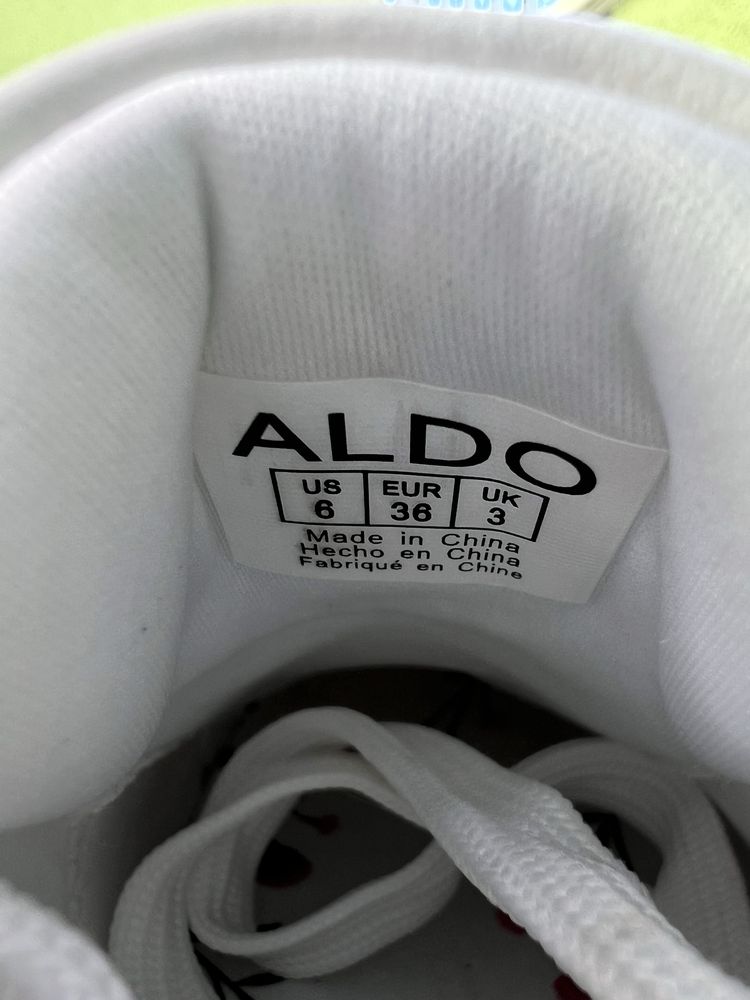 ALDO
US EUR UK
6 36 3
Made in China
Hecho en China
Fabriqué en Chine